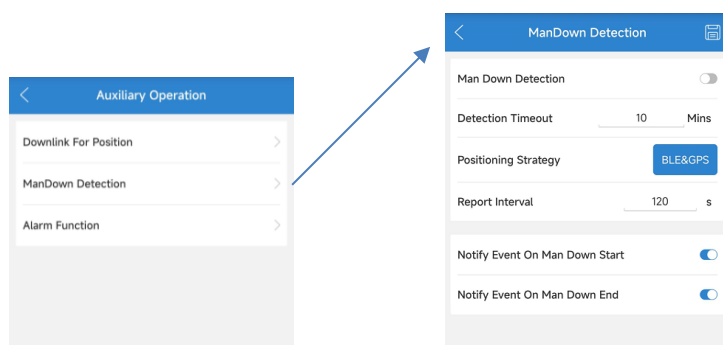 Auxiliary Operation
Downlink For Position
ManDown Detection
Alarm Function
ManDown Detection
Man Down Detection
Detection Timeout 10 Mins
Positioning Strategy BLE&GPS
Report Interval 120 s
Notify Event On Man Down Start
Notify Event On Man Down End